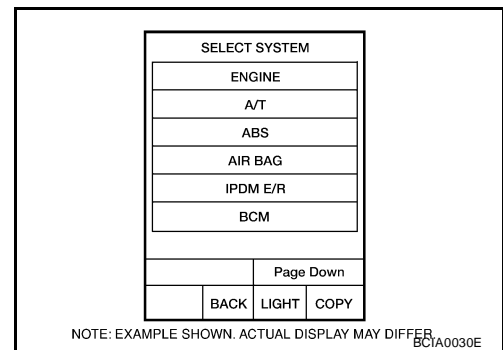 SELECT SYSTEM
ENGINE
A/T
ABS
AIR BAG
IPDM E/R
BCM
Page Down
BACK LIGHT COPY
NOTE: EXAMPLE SHOWN. ACTUAL DISPLAY MAY DIFFER.
BCIA0030E